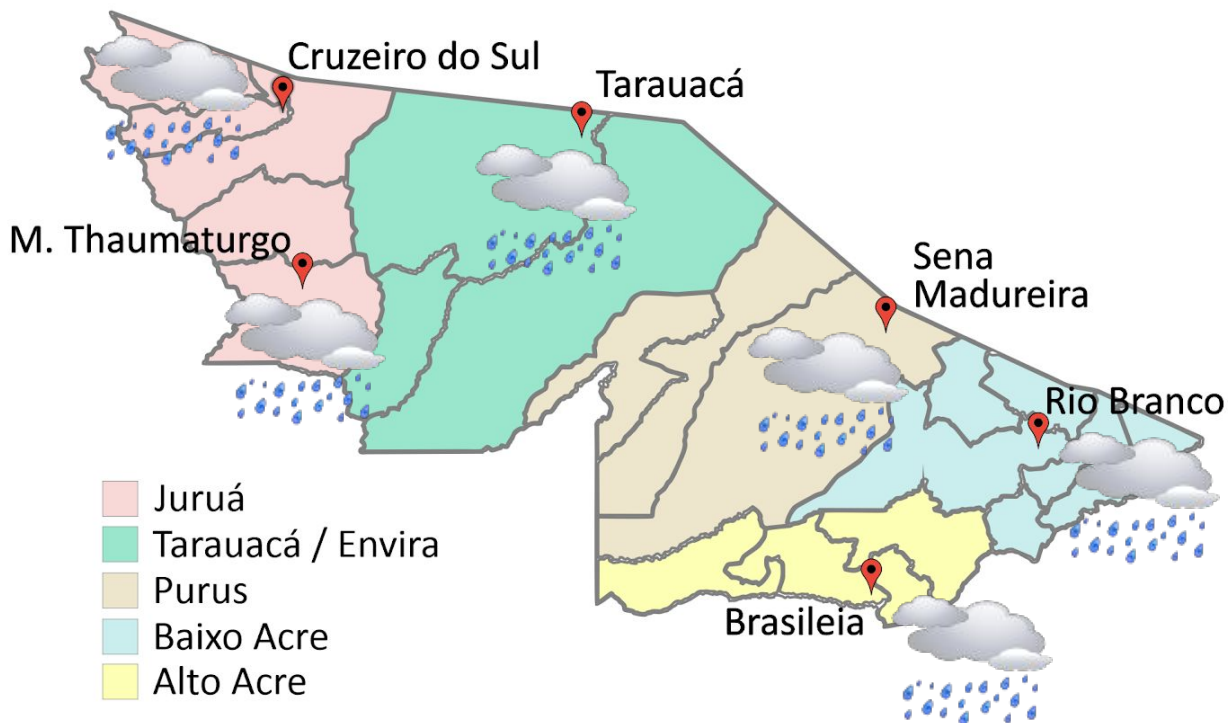 Cruzeiro do Sul
Tarauacá
M. Thaumaturgo
Sena
Madureira
Rio Branco
Brasileia
Juruá
Tarauacá / Envira
Purus
Baixo Acre
Alto Acre